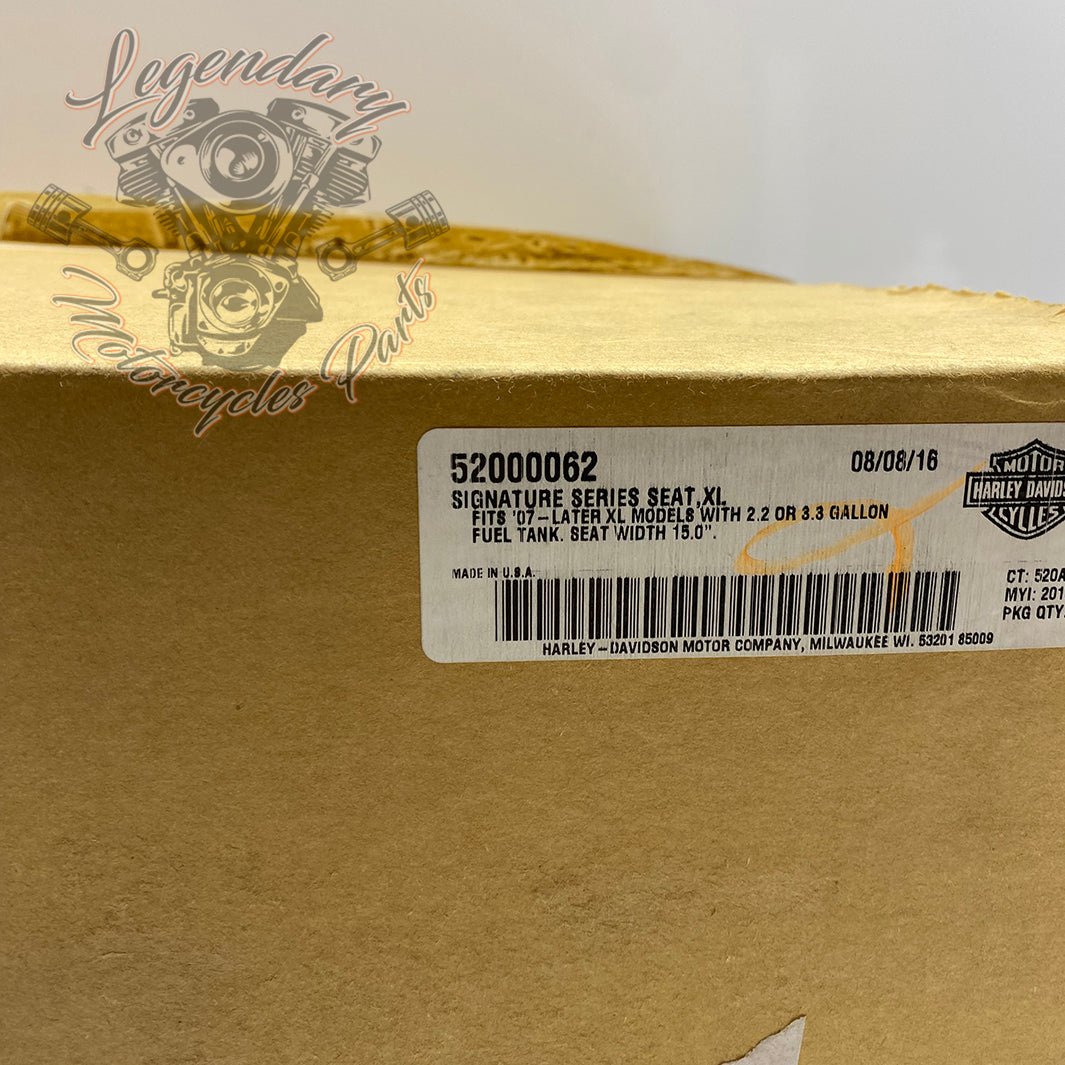 Legendary
Motorcycles Parts
52000062
08/08/16
SIGNATURE SERIES SEAT,XL
FITS '07-LATER XL MODELS WITH 2.2 OR 3.3 GALLON
FUEL TANK. SEAT WIDTH 15.0".
MOTOR
HARLEY DAVIDS
CYCLES
MADE IN U.S.A.
CT: 520A
MYI: 201
PKG QTY.
HARLEY-DAVIDSON MOTOR COMPANY, MILWAUKEE WI. 53201 85009